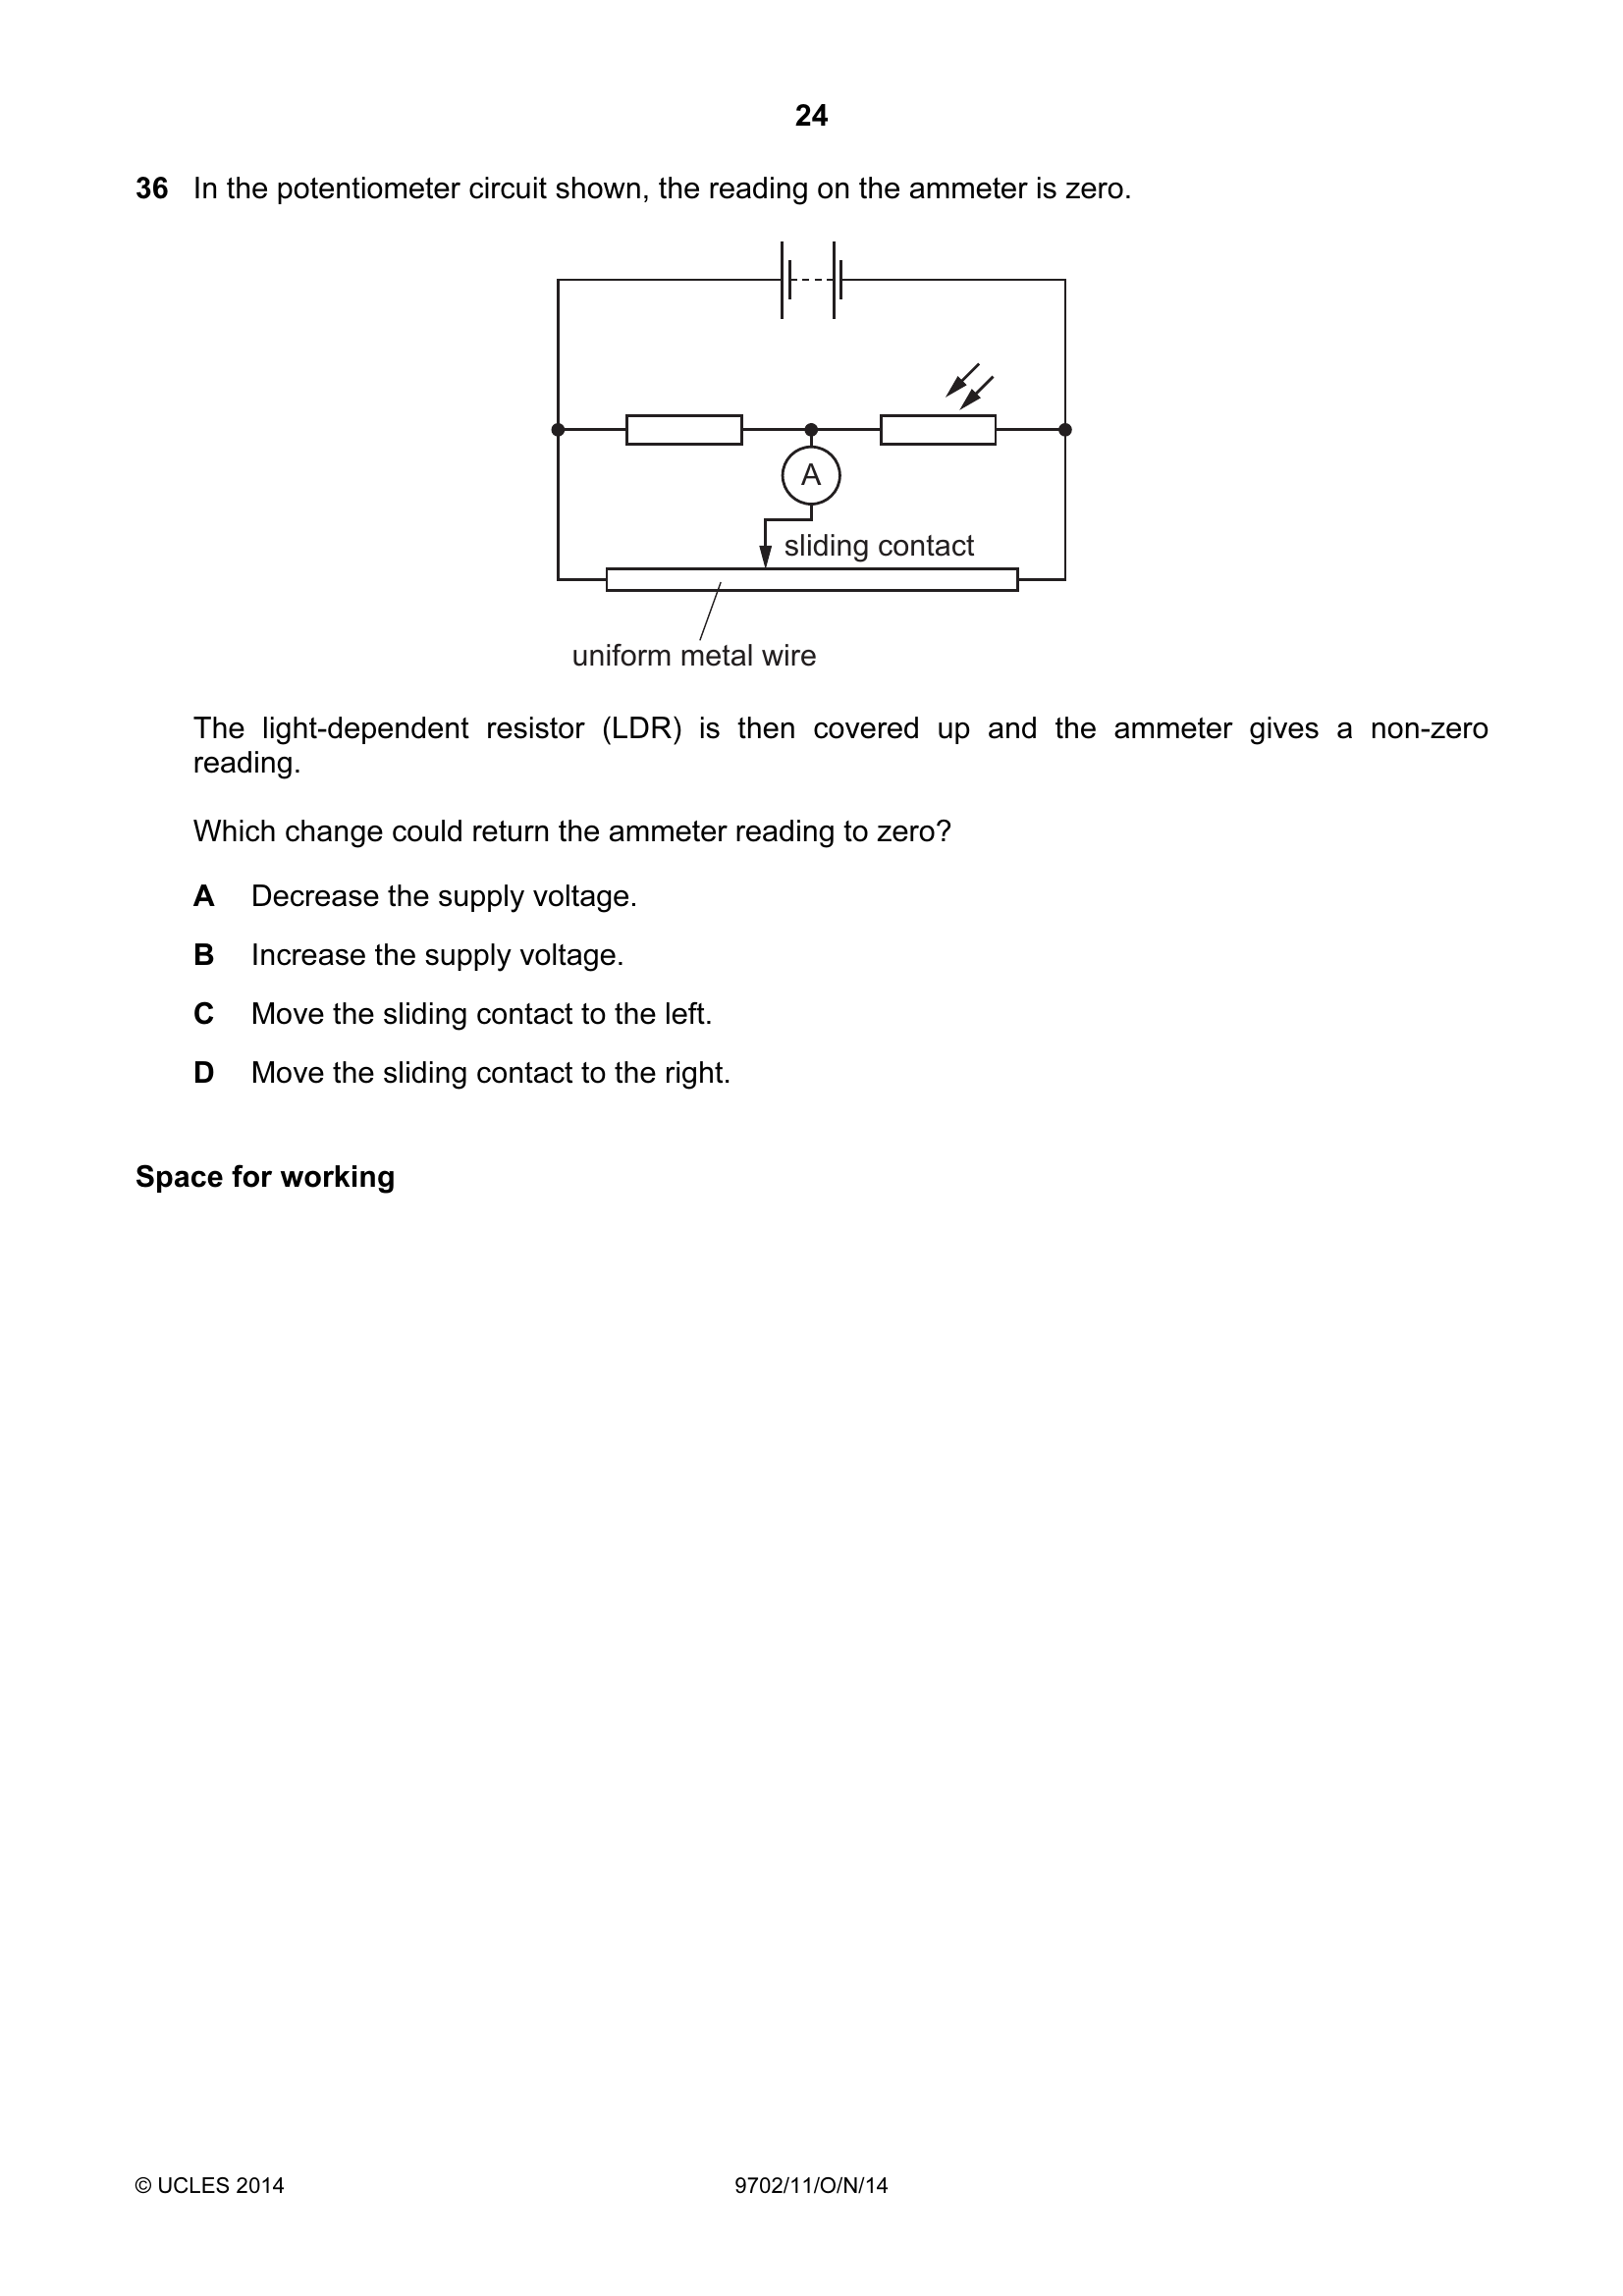 24
36 In the potentiometer circuit shown, the reading on the ammeter is zero.
A
sliding contact
uniform metal wire
The light-dependent resistor (LDR) is then covered up and the ammeter gives a non-zero
reading.
Which change could return the ammeter reading to zero?
A Decrease the supply voltage.
B Increase the supply voltage.
C Move the sliding contact to the left.
D Move the sliding contact to the right.
Space for working
© UCLES 2014 9702/11/O/N/14